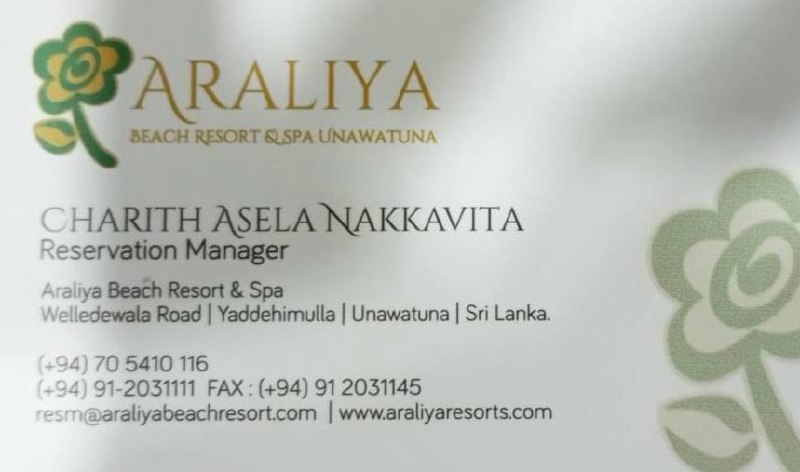 ARALIYA
BEACH RESORT & SPA UNAWATUNA
CHARITH ASELA NAKKAVITA
Reservation Manager
Araliya Beach Resort & Spa
Welledewala Road | Yaddehimulla | Unawatuna | Sri Lanka.
(+94) 70 5410 116
(+94) 91-2031111 FAX : (+94) 91 2031145
resm@araliyabeachresort.com | www.araliyaresorts.com